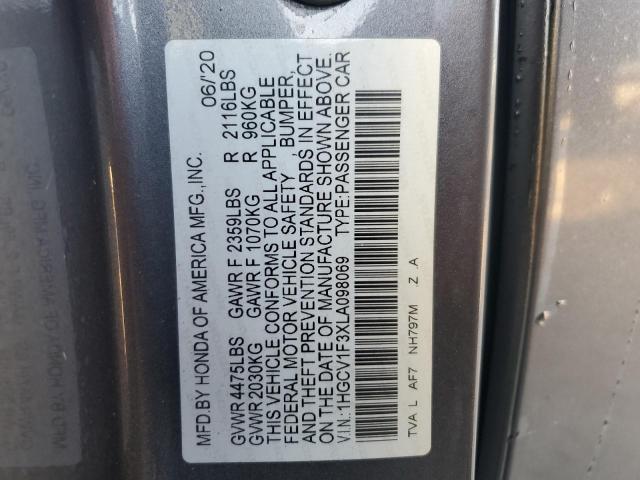 MFD.BY HONDA OF AMERICA MFG.,INC. 06/'20
GVWR 4475LBS GAWR F 2359LBS R 2116LBS
GVWR 2030KG GAWR F 1070KG R 960KG
THIS VEHICLE CONFORMS TO ALL APPLICABLE
FEDERAL MOTOR VEHICLE SAFETY BUMPER,
AND THEFT PREVENTION STANDARDS IN EFFECT
ON THE DATE OF MANUFACTURE SHOWN ABOVE.
V.I.N.:1HGCV1F3XLA098069 TYPE:PASSENGER CAR
TVA L AF7 NH797M .Z .A